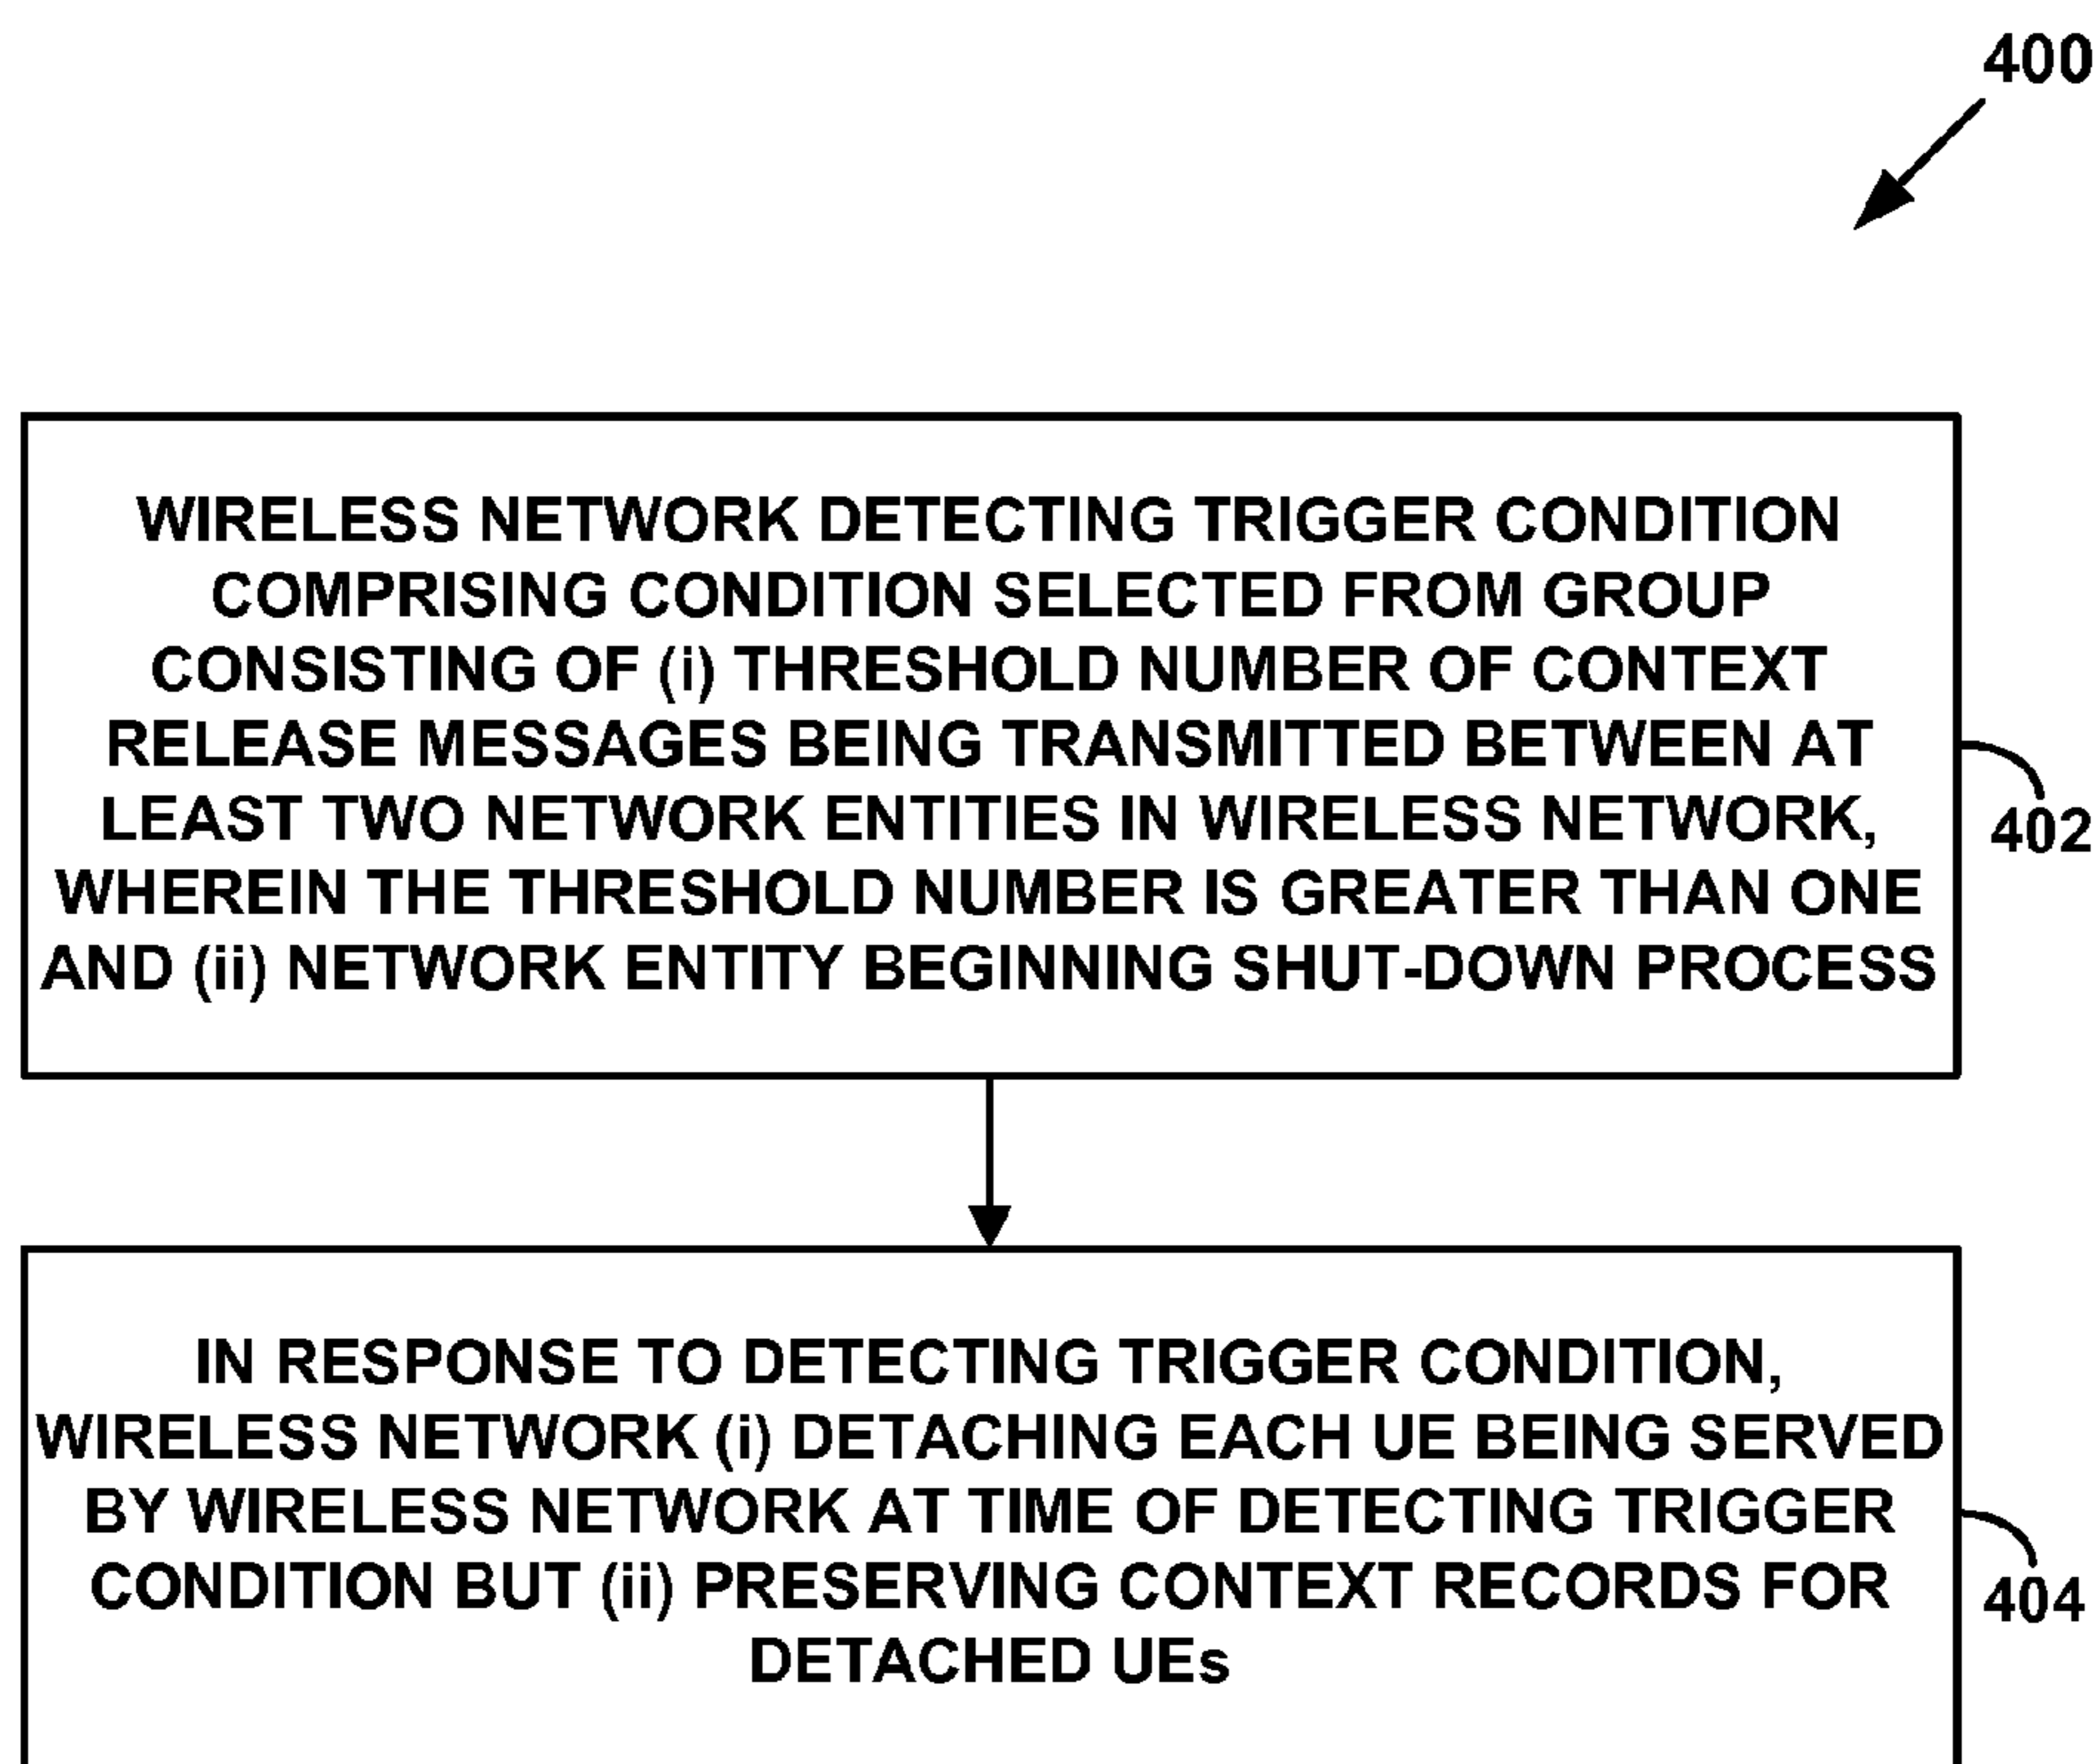 400
WIRELESS NETWORK DETECTING TRIGGER CONDITION
COMPRISING CONDITION SELECTED FROM GROUP
CONSISTING OF (i) THRESHOLD NUMBER OF CONTEXT
RELEASE MESSAGES BEING TRANSMITTED BETWEEN AT
LEAST TWO NETWORK ENTITIES IN WIRELESS NETWORK,
WHEREIN THE THRESHOLD NUMBER IS GREATER THAN ONE
AND (ii) NETWORK ENTITY BEGINNING SHUT-DOWN PROCESS
402
IN RESPONSE TO DETECTING TRIGGER CONDITION,
WIRELESS NETWORK (i) DETACHING EACH UE BEING SERVED
BY WIRELESS NETWORK AT TIME OF DETECTING TRIGGER
CONDITION BUT (ii) PRESERVING CONTEXT RECORDS FOR
DETACHED UEs
404